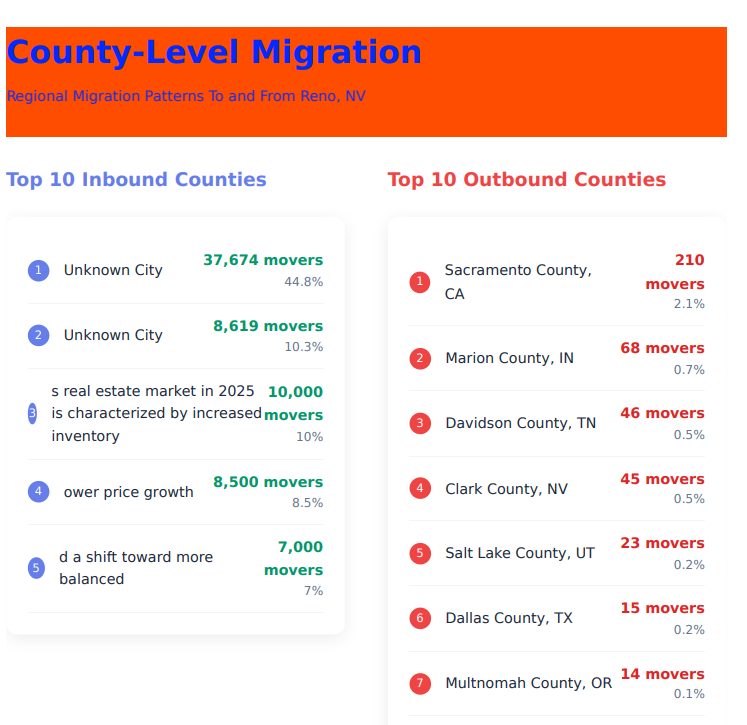 County-Level Migration
Regional Migration Patterns To and From Reno, NV
Top 10 Inbound Counties
1 Unknown City 37,674 movers
44.8%
2 Unknown City 8,619 movers
10.3%
3 s real estate market in 2025 10,000
is characterized by increased movers
inventory 10%
4 ower price growth 8,500 movers
8.5%
5 d a shift toward more 7,000
balanced movers
7%
Top 10 Outbound Counties
1 Sacramento County, 210
CA movers
2.1%
2 Marion County, IN 68 movers
0.7%
3 Davidson County, TN 46 movers
0.5%
4 Clark County, NV 45 movers
0.5%
5 Salt Lake County, UT 23 movers
0.2%
6 Dallas County, TX 15 movers
0.2%
7 Multnomah County, OR 14 movers
0.1%